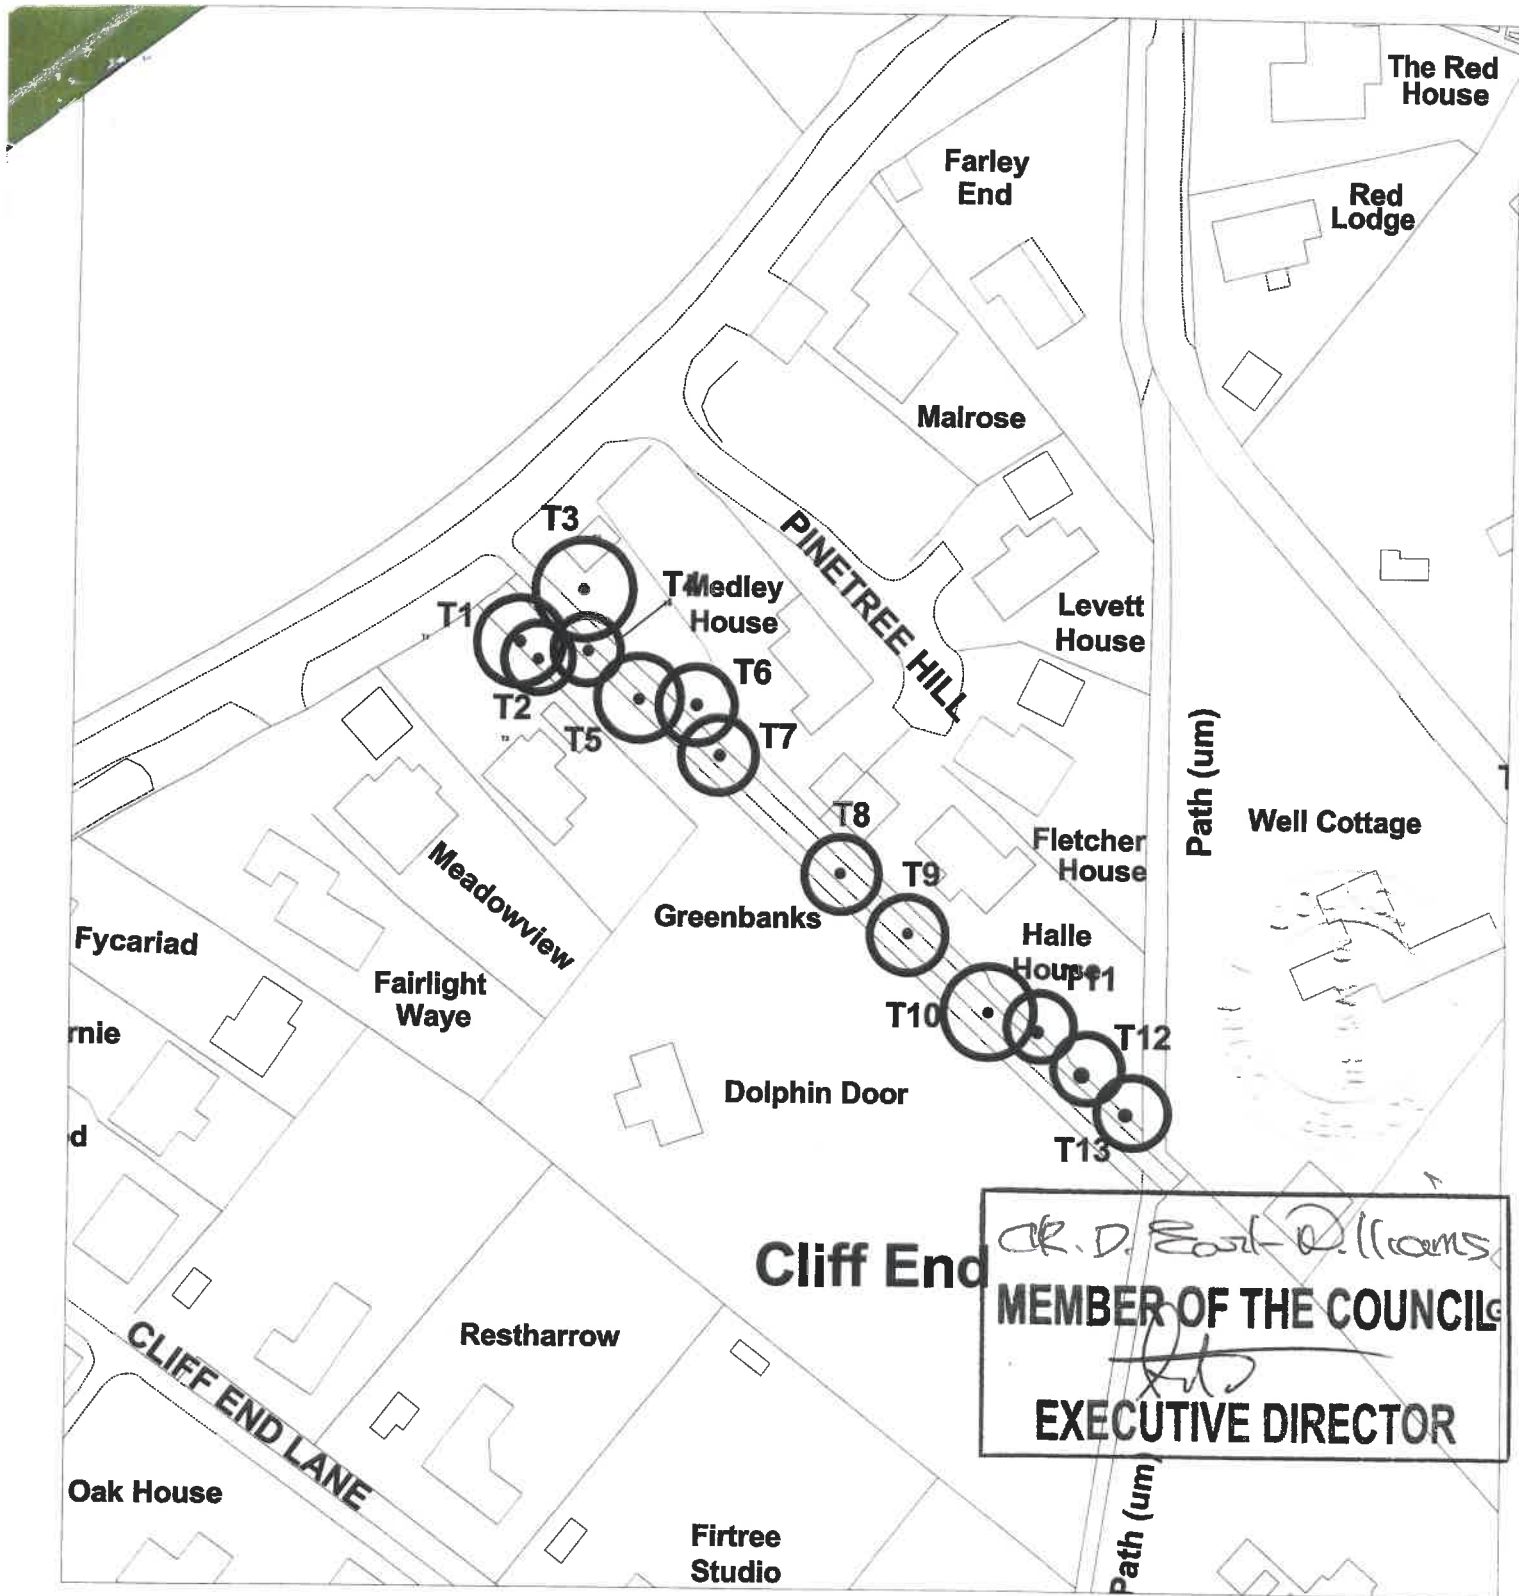 The Red
House
Farley
End
Red
Lodge
Malrose
T3
PINETREE HILL
T4
Medley
House
T1
Levett
House
T6
T2
T5
T7
Path (um)
T8
Well Cottage
Fletcher
House
Meadowview
T9
Greenbanks
Fycariad
Halle
House
T11
Fairlight
Waye
T10
rnie
T12
Dolphin Door
d
T13
Cliff End
MEMBER OF THE COUNCIL
EXECUTIVE DIRECTOR
Restharrow
CLIFF END LANE
Oak House
Path (um)
Firtree
Studio